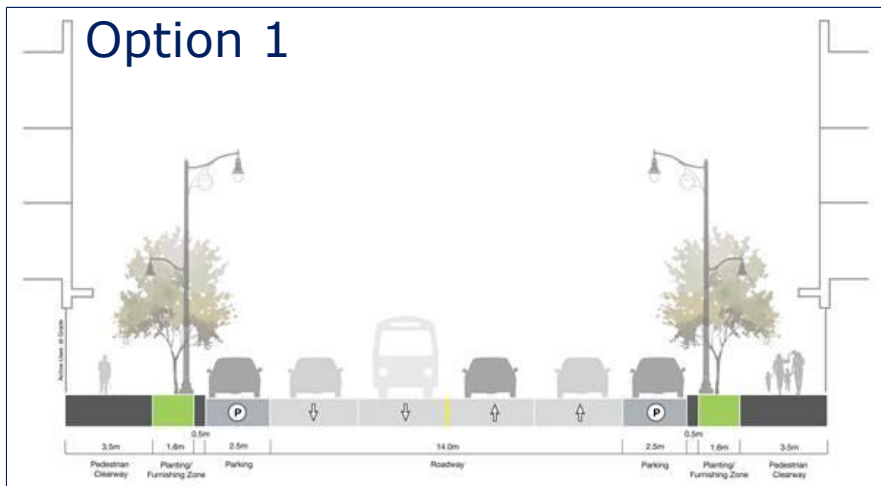 Option 1
Active Uses at Grade
P
P
0.5m
0.5m
3.5m
1.6m
2.5m
14.0m
2.5m
1.6m
3.5m
Pedestrian
Clearway
Planting/
Furnishing Zone
Parking
Roadway
Parking
Planting/
Furnishing Zone
Pedestrian
Clearway